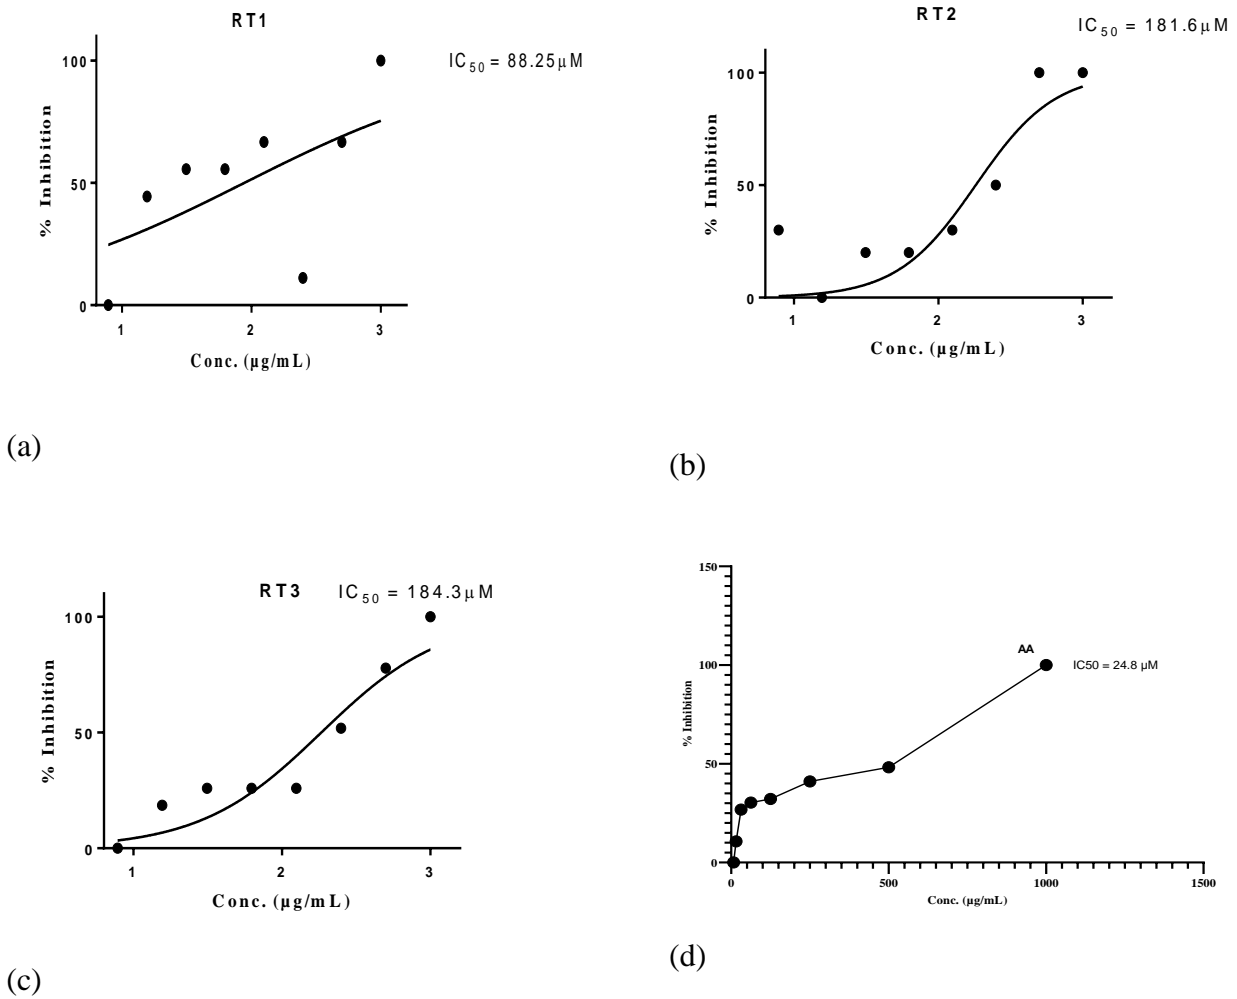 RT1
IC50 = 88.25µM
100
50
0
% Inhibition
1 2 3
Conc. (µg/mL)
(a)
RT2
IC50 = 181.6µM
100
50
0
% Inhibition
1 2 3
Conc. (µg/mL)
(b)
RT3 IC50 = 184.3µM
100
50
0
% Inhibition
1 2 3
Conc. (µg/mL)
(c)
150
100
50
0
% Inhibition
AA
IC50 = 24.8 µM
0 500 1000 1500
Conc. (µg/mL)
(d)